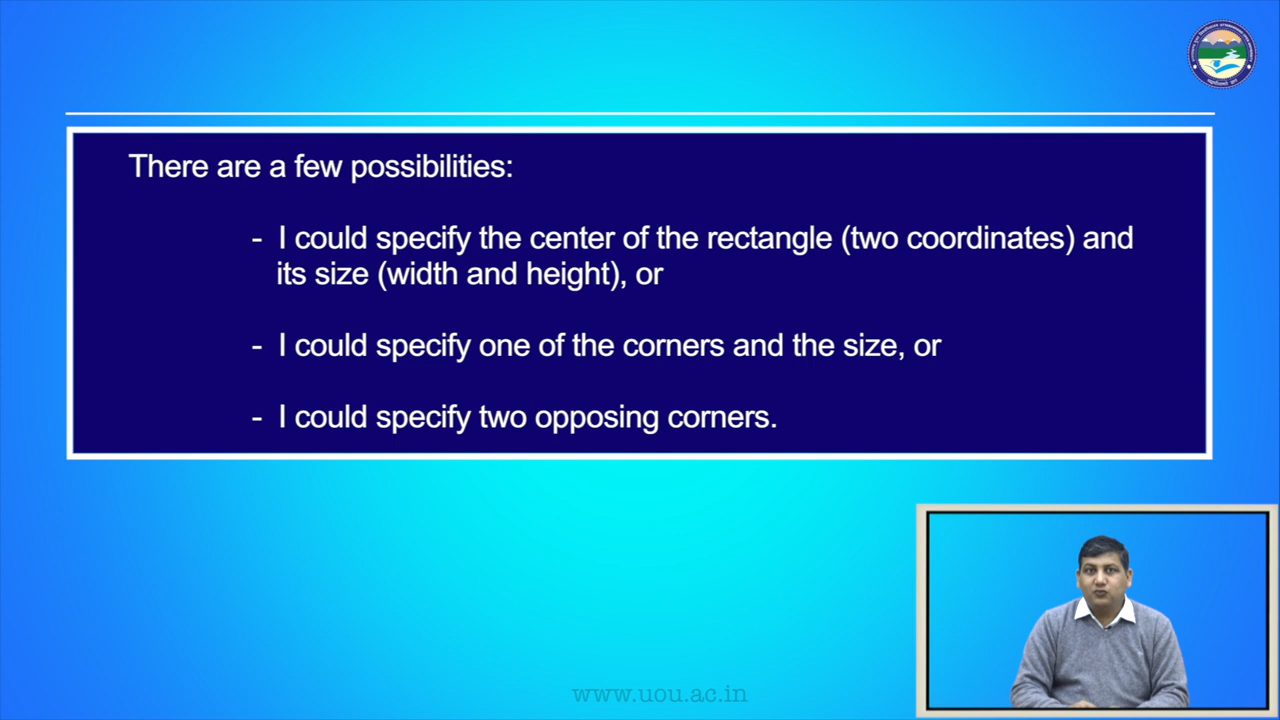 There are a few possibilities:
- I could specify the center of the rectangle (two coordinates) and
its size (width and height), or
- I could specify one of the corners and the size, or
- I could specify two opposing corners.
www.uou.ac.in